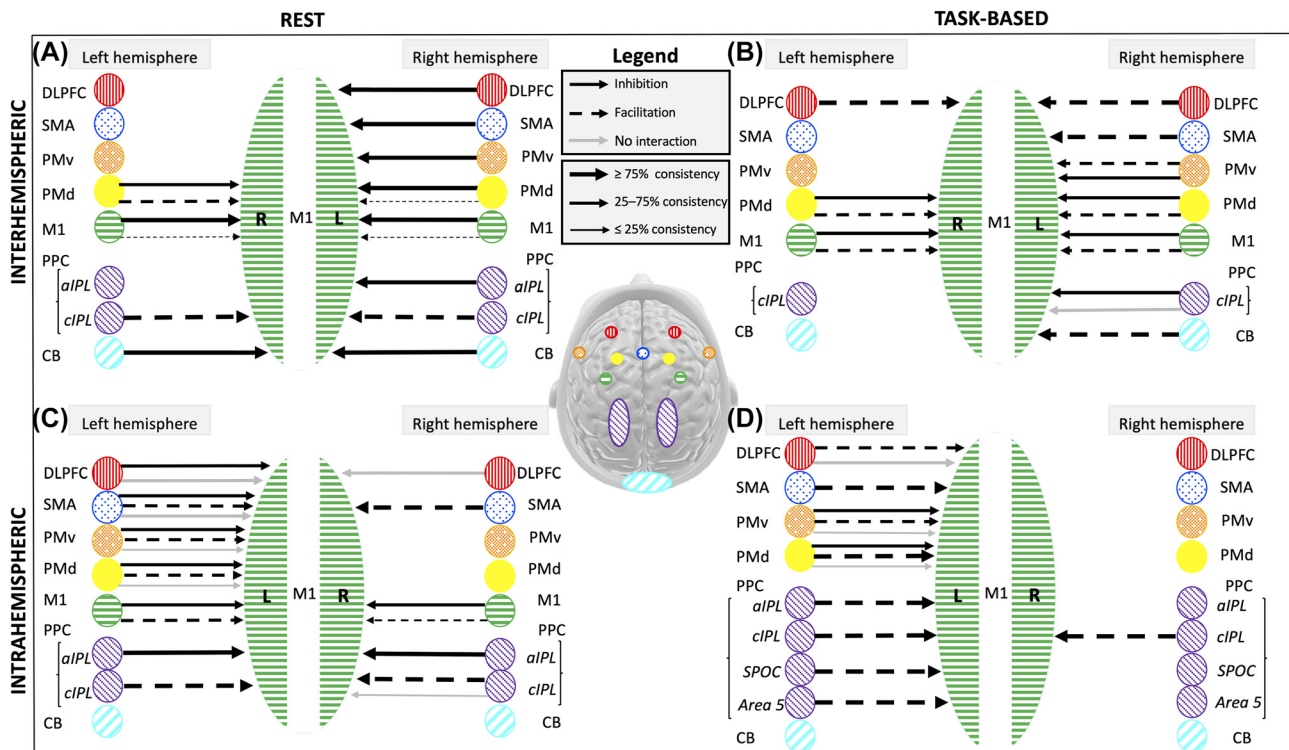 REST
TASK-BASED
INTERHEMISPHERIC
INTRAHEMISPHERIC
(A)
Left hemisphere
Right hemisphere
DLPFC
SMA
PMv
PMd
M1
PPC
aIPL
cIPL
CB
R
M1
L
DLPFC
SMA
PMv
PMd
M1
PPC
aIPL
cIPL
CB
Legend
Inhibition
Facilitation
No interaction
≥ 75% consistency
25–75% consistency
≤ 25% consistency
(B)
Left hemisphere
Right hemisphere
DLPFC
SMA
PMv
PMd
M1
PPC
cIPL
CB
R
M1
L
DLPFC
SMA
PMv
PMd
M1
PPC
cIPL
CB
(C)
Left hemisphere
Right hemisphere
DLPFC
SMA
PMv
PMd
M1
PPC
aIPL
cIPL
CB
L
M1
R
DLPFC
SMA
PMv
PMd
M1
PPC
aIPL
cIPL
CB
(D)
Left hemisphere
Right hemisphere
DLPFC
SMA
PMv
PMd
PPC
aIPL
cIPL
SPOC
Area 5
CB
L
M1
R
DLPFC
SMA
PMv
PMd
PPC
aIPL
cIPL
SPOC
Area 5
CB